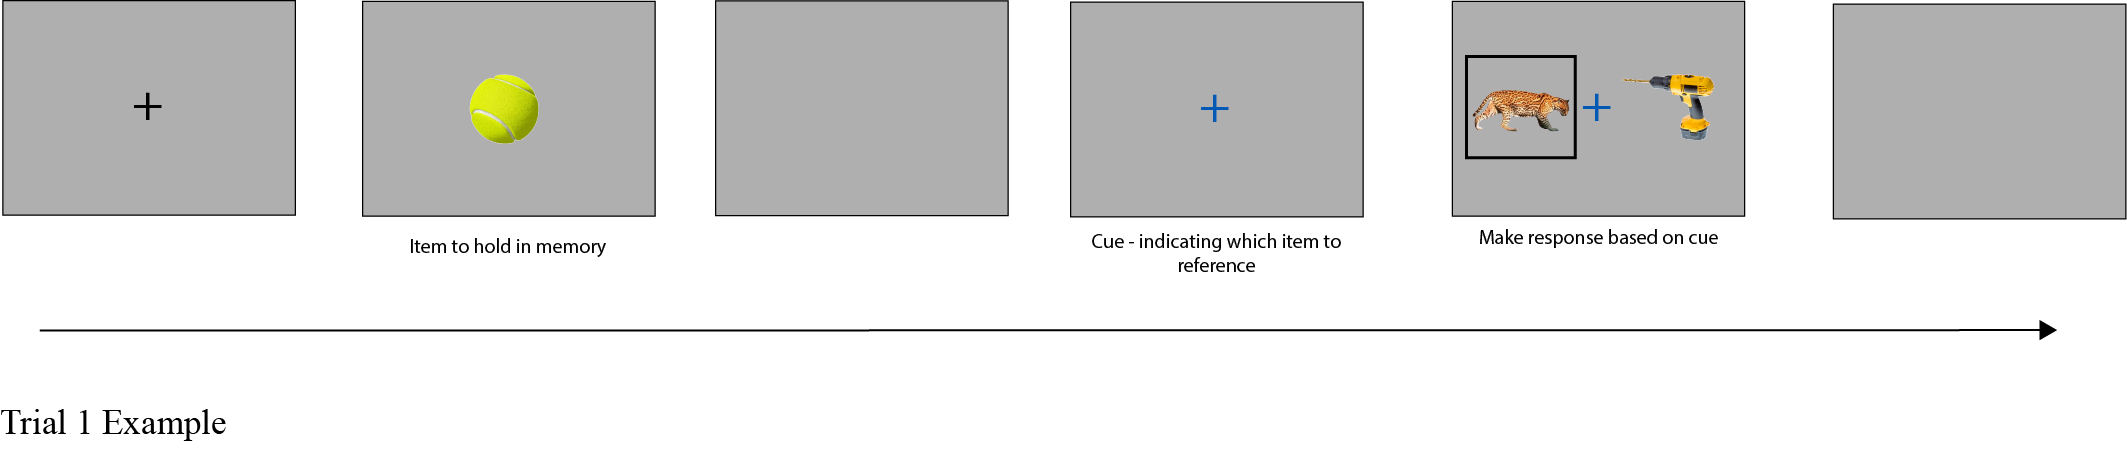 Item to hold in memory
Cue - indicating which item to
reference
Make response based on cue
Trial 1 Example